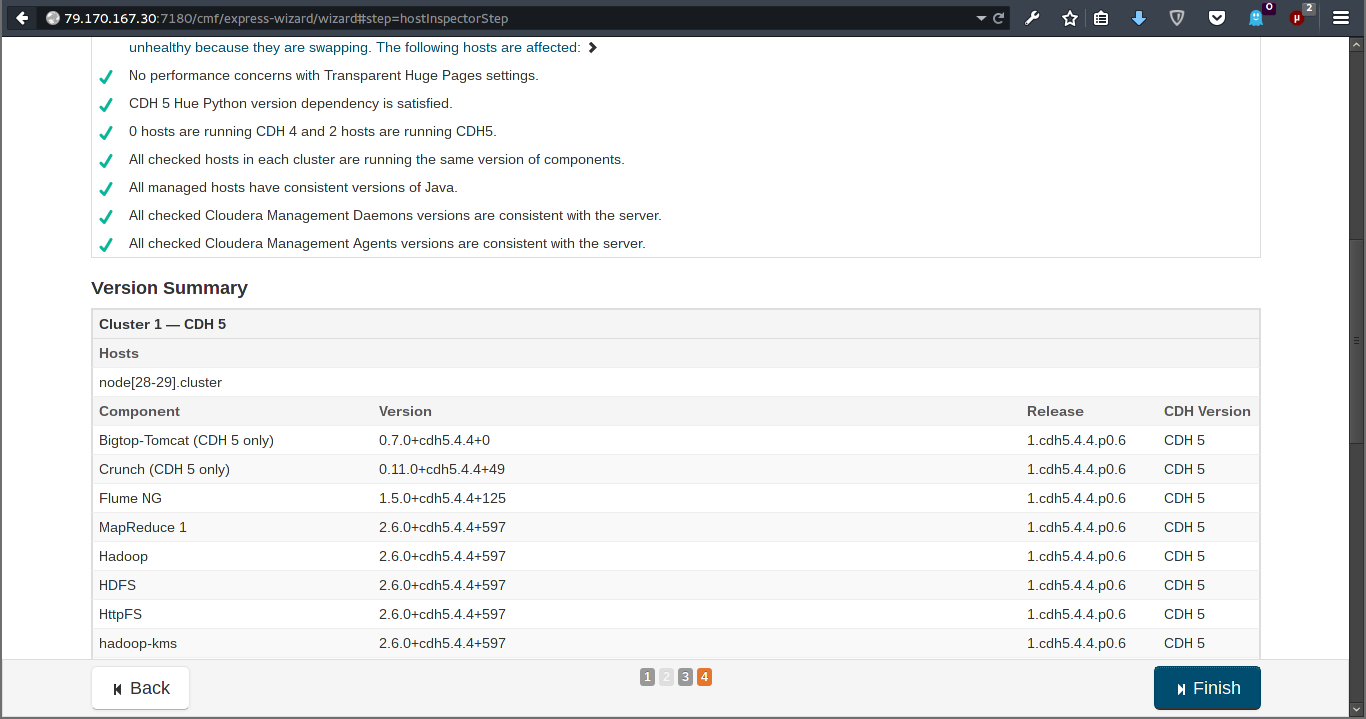 79.170.167.30:7180/cmf/express-wizard/wizard#step=hostInspectorStep
0
2
unhealthy because they are swapping. The following hosts are affected:
No performance concerns with Transparent Huge Pages settings.
CDH 5 Hue Python version dependency is satisfied.
0 hosts are running CDH 4 and 2 hosts are running CDH5.
All checked hosts in each cluster are running the same version of components.
All managed hosts have consistent versions of Java.
All checked Cloudera Management Daemons versions are consistent with the server.
All checked Cloudera Management Agents versions are consistent with the server.
Version Summary
Cluster 1 — CDH 5
Hosts
node[28-29].cluster
Component Version Release CDH Version
Bigtop-Tomcat (CDH 5 only) 0.7.0+cdh5.4.4+0 1.cdh5.4.4.p0.6 CDH 5
Crunch (CDH 5 only) 0.11.0+cdh5.4.4+49 1.cdh5.4.4.p0.6 CDH 5
Flume NG 1.5.0+cdh5.4.4+125 1.cdh5.4.4.p0.6 CDH 5
MapReduce 1 2.6.0+cdh5.4.4+597 1.cdh5.4.4.p0.6 CDH 5
Hadoop 2.6.0+cdh5.4.4+597 1.cdh5.4.4.p0.6 CDH 5
HDFS 2.6.0+cdh5.4.4+597 1.cdh5.4.4.p0.6 CDH 5
HttpFS 2.6.0+cdh5.4.4+597 1.cdh5.4.4.p0.6 CDH 5
hadoop-kms 2.6.0+cdh5.4.4+597 1.cdh5.4.4.p0.6 CDH 5
Back 1 2 3 4 Finish